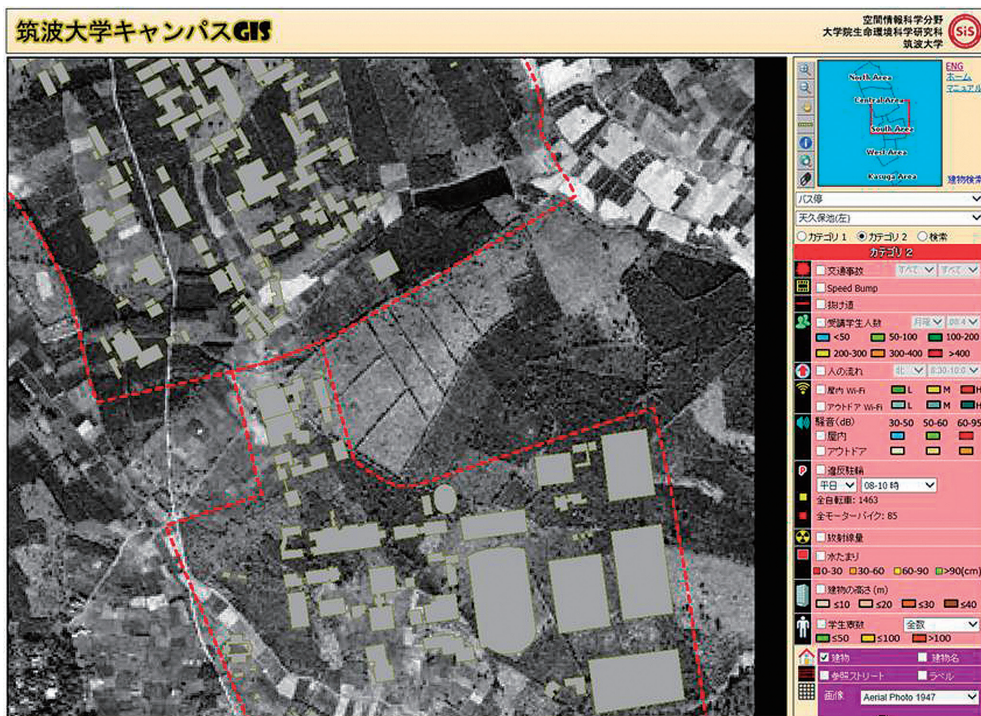 筑波大学キャンパスGIS
空間情報科学分野
大学院生命環境科学研究科
筑波大学
SiS
North Area
Central Area
South Area
West Area
Kasuga Area
ENG
ホーム
マニュアル
建物検索
バス停
天久保池(左)
カテゴリ 1 カテゴリ 2 検索
カテゴリ 2
交通事故 すべて すべて
Speed Bump
抜け道
受講学生人数 月曜
<50 50-100 100-200
200-300 300-400 >400
人の流れ 北 8:30-10:0
屋内 Wi-Fi L M H
アウトドア Wi-Fi L M H
騒音(dB) 30-50 50-60 60-95
屋内
アウトドア
P 違反駐輪
平日 08-10 時
全自転車: 1463
全モーターバイク: 85
放射線量
水たまり
0-30 30-60 60-90 >90(cm)
建物の高さ(m)
≤10 ≤20 ≤30 ≤40
学生寮数 全数
≤50 ≤100 >100
建物 建物名
参照ストリート ラベル
画像 Aerial Photo 1947